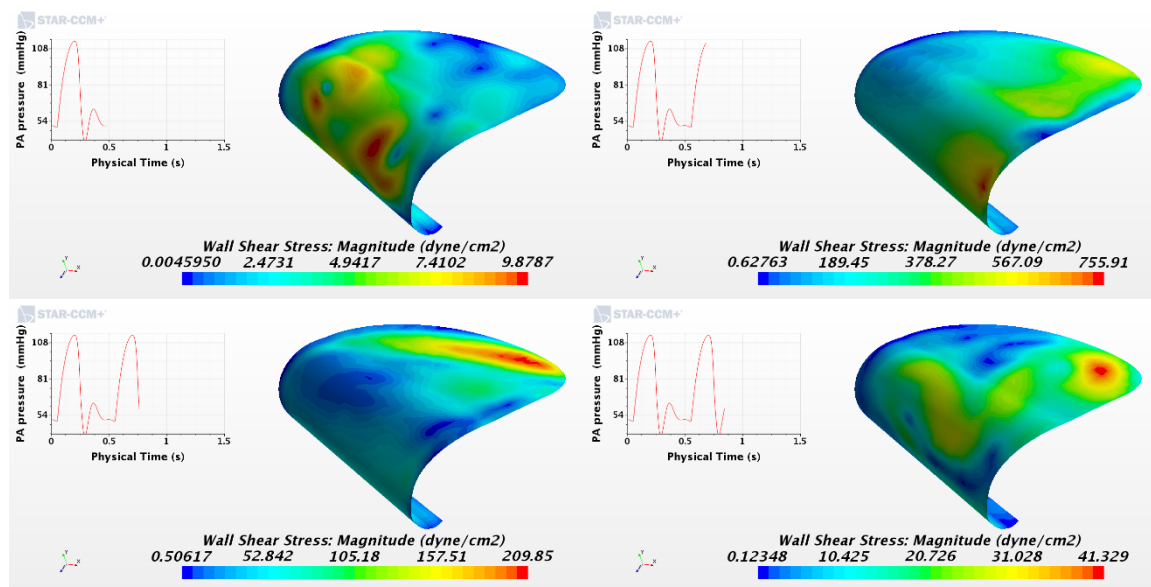 STAR-CCM+
PA pressure (mmHg)
108
81
54
0
0.5
1
1.5
Physical Time (s)
Wall Shear Stress: Magnitude (dyne/cm2)
0.0045950 2.4731 4.9417 7.4102 9.8787
STAR-CCM+
PA pressure (mmHg)
108
81
54
0
0.5
1
1.5
Physical Time (s)
Wall Shear Stress: Magnitude (dyne/cm2)
0.62763 189.45 378.27 567.09 755.91
STAR-CCM+
PA pressure (mmHg)
108
81
54
0
0.5
1
1.5
Physical Time (s)
Wall Shear Stress: Magnitude (dyne/cm2)
0.50617 52.842 105.18 157.51 209.85
STAR-CCM+
PA pressure (mmHg)
108
81
54
0
0.5
1
1.5
Physical Time (s)
Wall Shear Stress: Magnitude (dyne/cm2)
0.12348 10.425 20.726 31.028 41.329